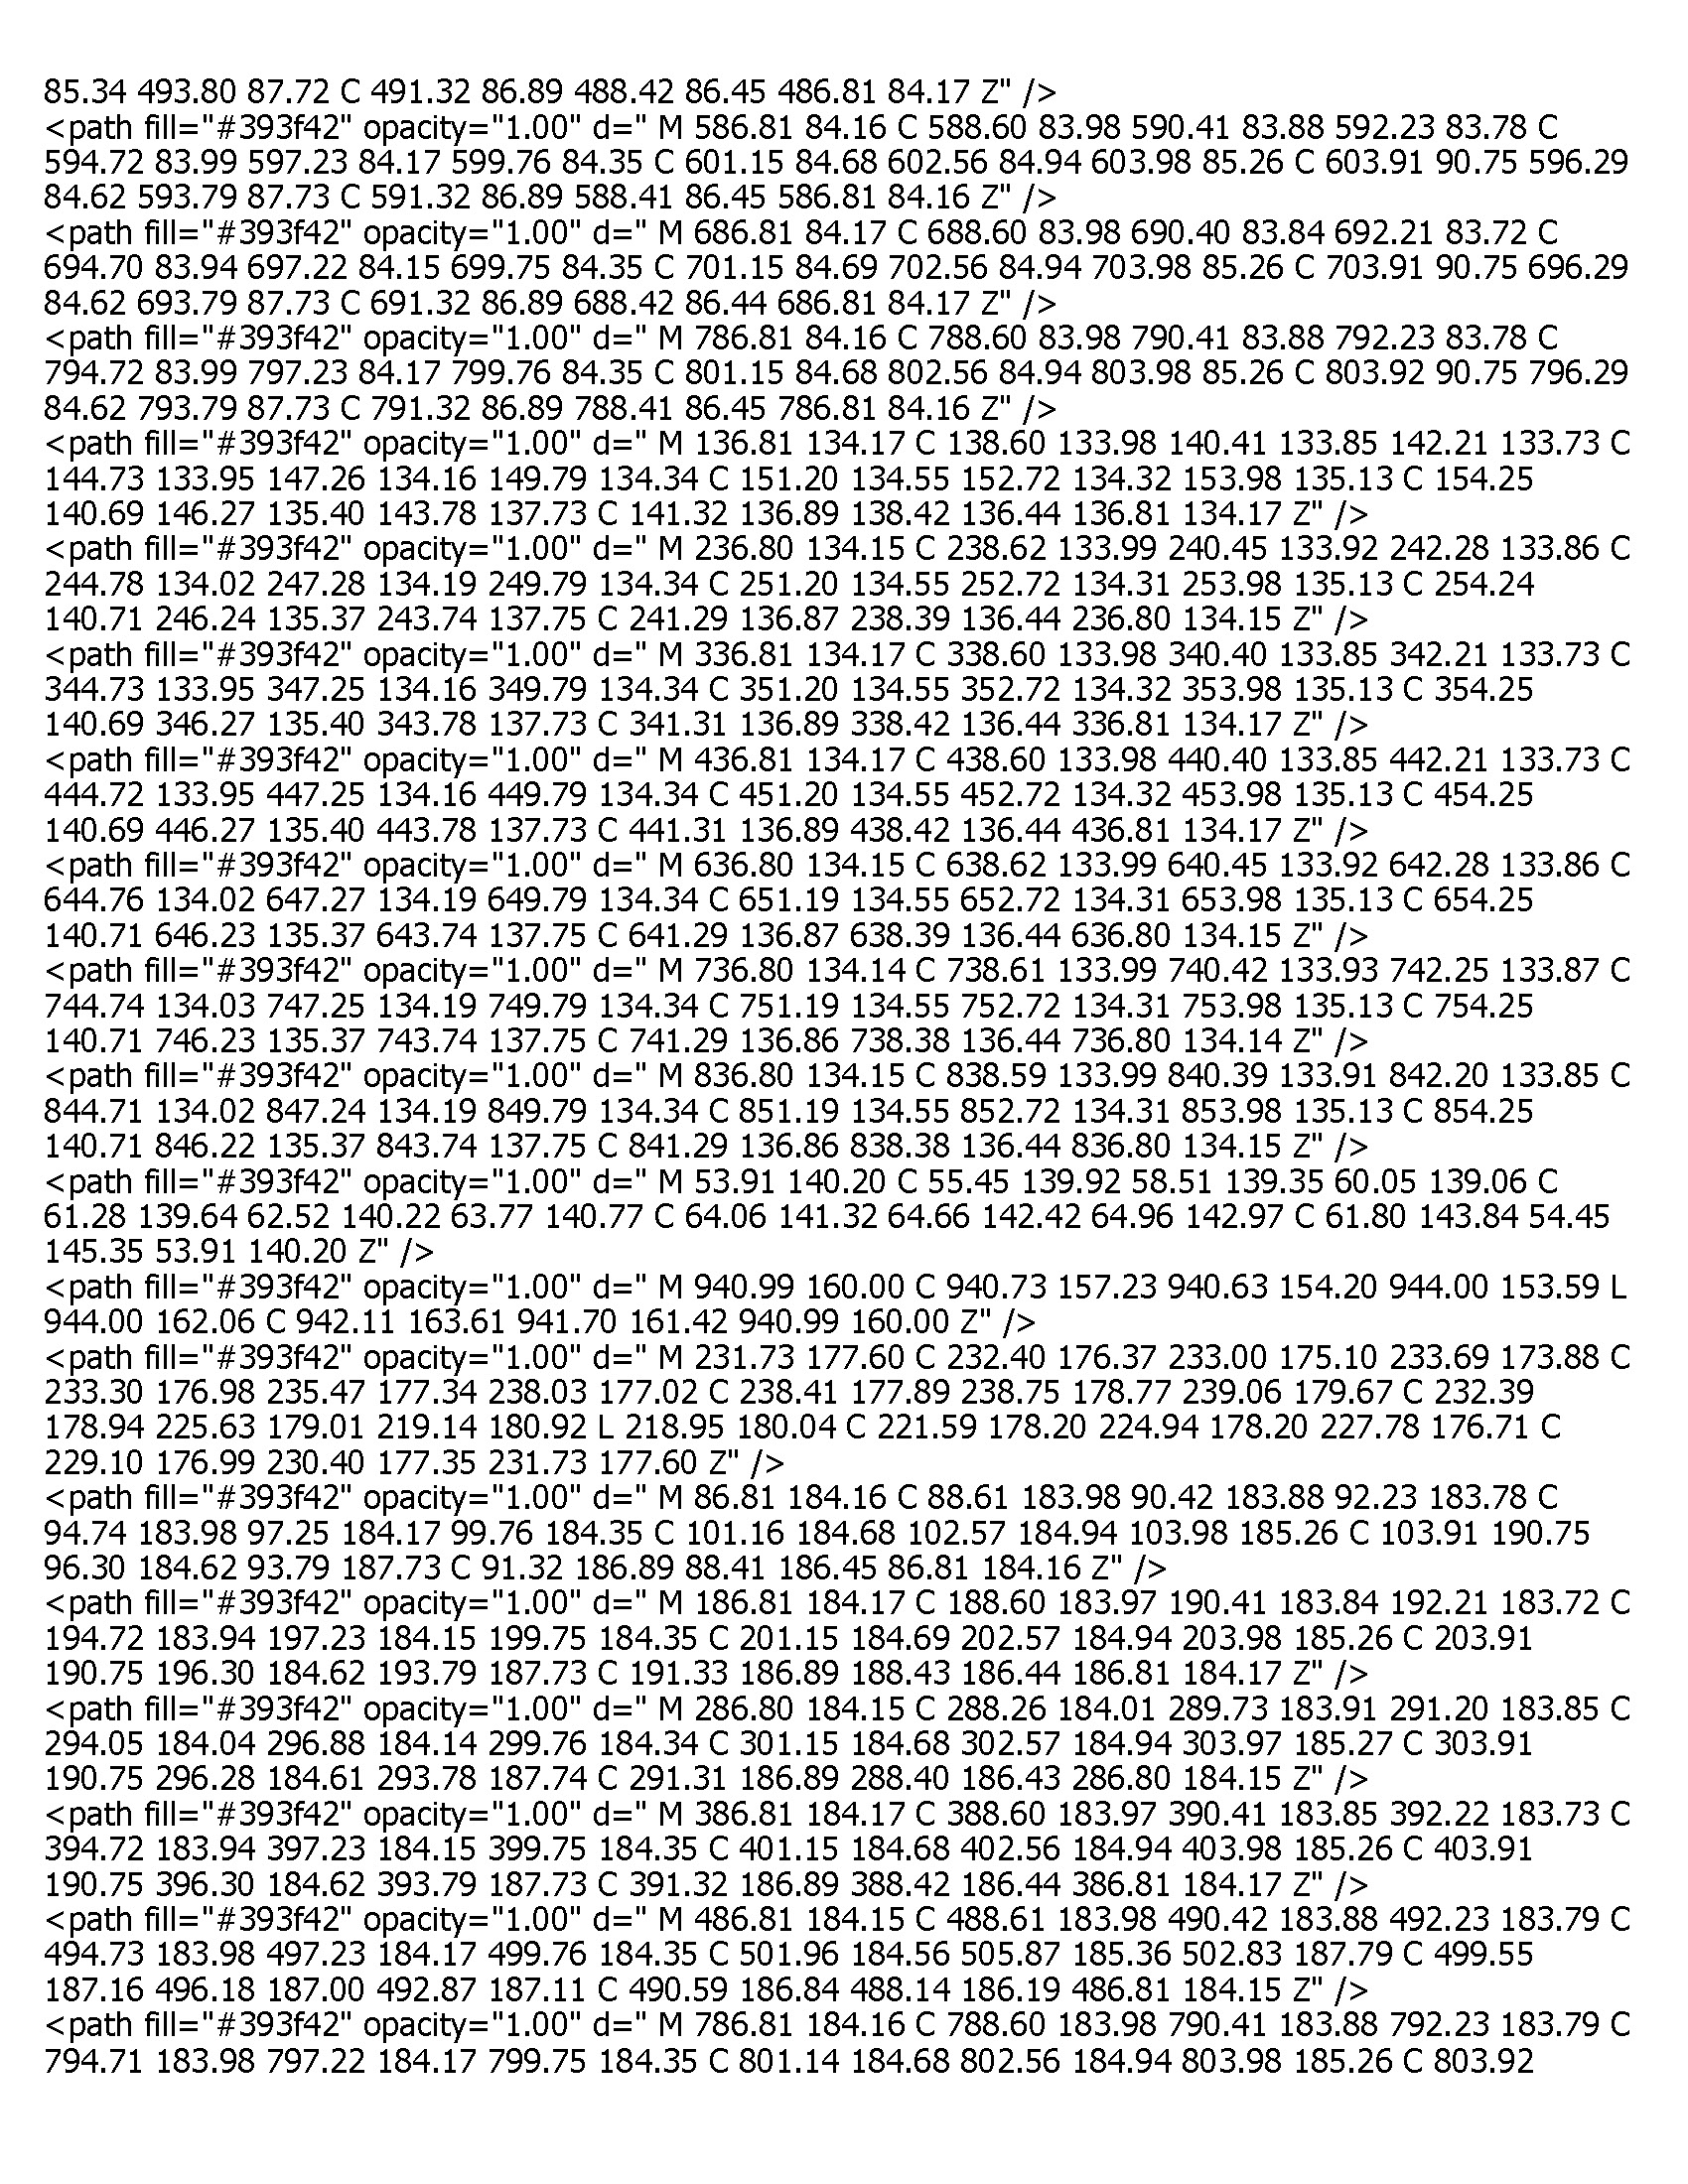 85.34 493.80 87.72 C 491.32 86.89 488.42 86.45 486.81 84.17 Z" />
<path fill="#393f42" opacity="1.00" d=" M 586.81 84.16 C 588.60 83.98 590.41 83.88 592.23 83.78 C
594.72 83.99 597.23 84.17 599.76 84.35 C 601.15 84.68 602.56 84.94 603.98 85.26 C 603.91 90.75 596.29
84.62 593.79 87.73 C 591.32 86.89 588.41 86.45 586.81 84.16 Z" />
<path fill="#393f42" opacity="1.00" d=" M 686.81 84.17 C 688.60 83.98 690.40 83.84 692.21 83.72 C
694.70 83.94 697.22 84.15 699.75 84.35 C 701.15 84.69 702.56 84.94 703.98 85.26 C 703.91 90.75 696.29
84.62 693.79 87.73 C 691.32 86.89 688.42 86.44 686.81 84.17 Z" />
<path fill="#393f42" opacity="1.00" d=" M 786.81 84.16 C 788.60 83.98 790.41 83.88 792.23 83.78 C
794.72 83.99 797.23 84.17 799.76 84.35 C 801.15 84.68 802.56 84.94 803.98 85.26 C 803.92 90.75 796.29
84.62 793.79 87.73 C 791.32 86.89 788.41 86.45 786.81 84.16 Z" />
<path fill="#393f42" opacity="1.00" d=" M 136.81 134.17 C 138.60 133.98 140.41 133.85 142.21 133.73 C
144.73 133.95 147.26 134.16 149.79 134.34 C 151.20 134.55 152.72 134.32 153.98 135.13 C 154.25
140.69 146.27 135.40 143.78 137.73 C 141.32 136.89 138.42 136.44 136.81 134.17 Z" />
<path fill="#393f42" opacity="1.00" d=" M 236.80 134.15 C 238.62 133.99 240.45 133.92 242.28 133.86 C
244.78 134.02 247.28 134.19 249.79 134.34 C 251.20 134.55 252.72 134.31 253.98 135.13 C 254.24
140.71 246.24 135.37 243.74 137.75 C 241.29 136.87 238.39 136.44 236.80 134.15 Z" />
<path fill="#393f42" opacity="1.00" d=" M 336.81 134.17 C 338.60 133.98 340.40 133.85 342.21 133.73 C
344.73 133.95 347.25 134.16 349.79 134.34 C 351.20 134.55 352.72 134.32 353.98 135.13 C 354.25
140.69 346.27 135.40 343.78 137.73 C 341.31 136.89 338.42 136.44 336.81 134.17 Z" />
<path fill="#393f42" opacity="1.00" d=" M 436.81 134.17 C 438.60 133.98 440.40 133.85 442.21 133.73 C
444.72 133.95 447.25 134.16 449.79 134.34 C 451.20 134.55 452.72 134.32 453.98 135.13 C 454.25
140.69 446.27 135.40 443.78 137.73 C 441.31 136.89 438.42 136.44 436.81 134.17 Z" />
<path fill="#393f42" opacity="1.00" d=" M 636.80 134.15 C 638.62 133.99 640.45 133.92 642.28 133.86 C
644.76 134.02 647.27 134.19 649.79 134.34 C 651.19 134.55 652.72 134.31 653.98 135.13 C 654.25
140.71 646.23 135.37 643.74 137.75 C 641.29 136.87 638.39 136.44 636.80 134.15 Z" />
<path fill="#393f42" opacity="1.00" d=" M 736.80 134.14 C 738.61 133.99 740.42 133.93 742.25 133.87 C
744.74 134.03 747.25 134.19 749.79 134.34 C 751.19 134.55 752.72 134.31 753.98 135.13 C 754.25
140.71 746.23 135.37 743.74 137.75 C 741.29 136.86 738.38 136.44 736.80 134.14 Z" />
<path fill="#393f42" opacity="1.00" d=" M 836.80 134.15 C 838.59 133.99 840.39 133.91 842.20 133.85 C
844.71 134.02 847.24 134.19 849.79 134.34 C 851.19 134.55 852.72 134.31 853.98 135.13 C 854.25
140.71 846.22 135.37 843.74 137.75 C 841.29 136.86 838.38 136.44 836.80 134.15 Z" />
<path fill="#393f42" opacity="1.00" d=" M 53.91 140.20 C 55.45 139.92 58.51 139.35 60.05 139.06 C
61.28 139.64 62.52 140.22 63.77 140.77 C 64.06 141.32 64.66 142.42 64.96 142.97 C 61.80 143.84 54.45
145.35 53.91 140.20 Z" />
<path fill="#393f42" opacity="1.00" d=" M 940.99 160.00 C 940.73 157.23 940.63 154.20 944.00 153.59 L
944.00 162.06 C 942.11 163.61 941.70 161.42 940.99 160.00 Z" />
<path fill="#393f42" opacity="1.00" d=" M 231.73 177.60 C 232.40 176.37 233.00 175.10 233.69 173.88 C
233.30 176.98 235.47 177.34 238.03 177.02 C 238.41 177.89 238.75 178.77 239.06 179.67 C 232.39
178.94 225.63 179.01 219.14 180.92 L 218.95 180.04 C 221.59 178.20 224.94 178.20 227.78 176.71 C
229.10 176.99 230.40 177.35 231.73 177.60 Z" />
<path fill="#393f42" opacity="1.00" d=" M 86.81 184.16 C 88.61 183.98 90.42 183.88 92.23 183.78 C
94.74 183.98 97.25 184.17 99.76 184.35 C 101.16 184.68 102.57 184.94 103.98 185.26 C 103.91 190.75
96.30 184.62 93.79 187.73 C 91.32 186.89 88.41 186.45 86.81 184.16 Z" />
<path fill="#393f42" opacity="1.00" d=" M 186.81 184.17 C 188.60 183.97 190.41 183.84 192.21 183.72 C
194.72 183.94 197.23 184.15 199.75 184.35 C 201.15 184.69 202.57 184.94 203.98 185.26 C 203.91
190.75 196.30 184.62 193.79 187.73 C 191.33 186.89 188.43 186.44 186.81 184.17 Z" />
<path fill="#393f42" opacity="1.00" d=" M 286.80 184.15 C 288.26 184.01 289.73 183.91 291.20 183.85 C
294.05 184.04 296.88 184.14 299.76 184.34 C 301.15 184.68 302.57 184.94 303.97 185.27 C 303.91
190.75 296.28 184.61 293.78 187.74 C 291.31 186.89 288.40 186.43 286.80 184.15 Z" />
<path fill="#393f42" opacity="1.00" d=" M 386.81 184.17 C 388.60 183.97 390.41 183.85 392.22 183.73 C
394.72 183.94 397.23 184.15 399.75 184.35 C 401.15 184.68 402.56 184.94 403.98 185.26 C 403.91
190.75 396.30 184.62 393.79 187.73 C 391.32 186.89 388.42 186.44 386.81 184.17 Z" />
<path fill="#393f42" opacity="1.00" d=" M 486.81 184.15 C 488.61 183.98 490.42 183.88 492.23 183.79 C
494.73 183.98 497.23 184.17 499.76 184.35 C 501.96 184.56 505.87 185.36 502.83 187.79 C 499.55
187.16 496.18 187.00 492.87 187.11 C 490.59 186.84 488.14 186.19 486.81 184.15 Z" />
<path fill="#393f42" opacity="1.00" d=" M 786.81 184.16 C 788.60 183.98 790.41 183.88 792.23 183.79 C
794.71 183.98 797.22 184.17 799.75 184.35 C 801.14 184.68 802.56 184.94 803.98 185.26 C 803.92